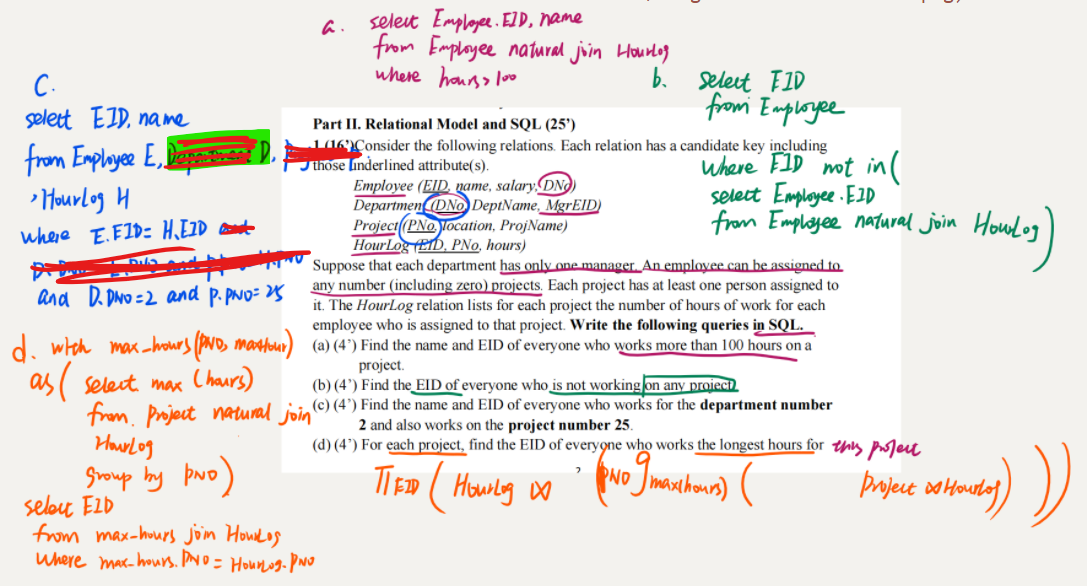 a. select Employee.EID, name
from Employee natural join HourLog
where hours>100
b. select EID
from Employee
where EID not in(
select Employee.EID
from Employee natural join HourLog)
C.
select EID, name
from Employee E, Department D,
, HourLog H
where E.EID = H.EID and
and D.DNO=2 and P.PNO=25
Part II. Relational Model and SQL (25')
1.(16')Consider the following relations. Each relation has a candidate key including
those underlined attribute(s).
Employee (EID, name, salary, DNo)
Department (DNo, DeptName, MgrEID)
Project (PNo, location, ProjName)
HourLog (EID, PNo, hours)
Suppose that each department has only one manager. An employee can be assigned to
any number (including zero) projects. Each project has at least one person assigned to
it. The HourLog relation lists for each project the number of hours of work for each
employee who is assigned to that project. Write the following queries in SQL.
(a) (4') Find the name and EID of everyone who works more than 100 hours on a
project.
(b) (4') Find the EID of everyone who is not working on any project.
(c) (4') Find the name and EID of everyone who works for the department number
2 and also works on the project number 25.
(d) (4') For each project, find the EID of everyone who works the longest hours for this project
2
d. with max_hours(PNO, maxHour)
as( select max (hours)
from Project natural join
HourLog
group by PNO)
select EID
from max-hours join HourLog
where max-hours.PNO = HourLog.PNO
Π EID ( HourLog ⋈ (PNO g max(hours) ( Project ⋈ HourLog) ) )